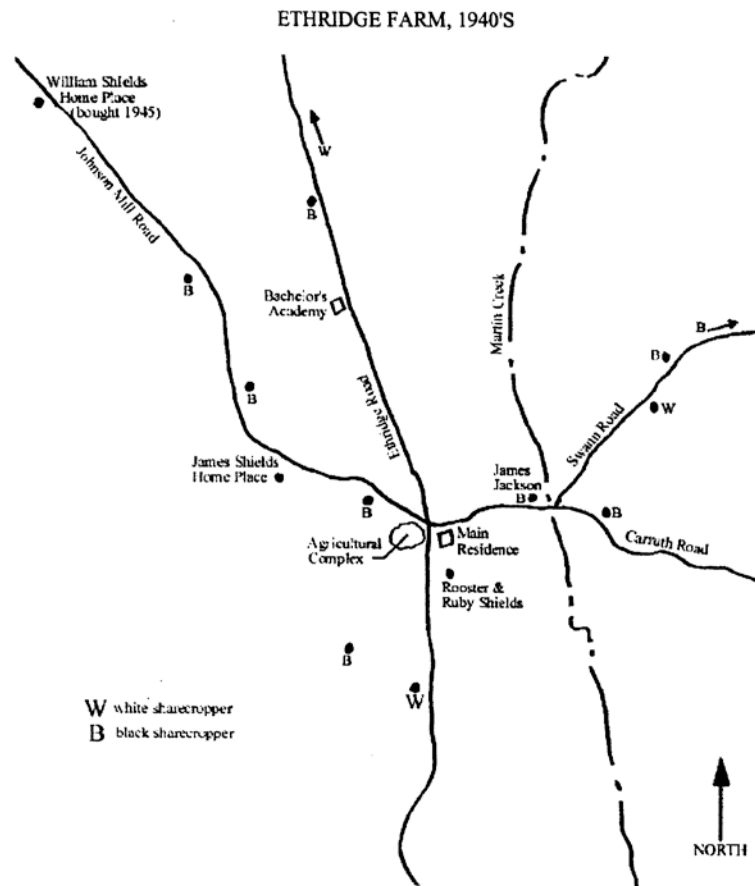 ETHRIDGE FARM, 1940'S
William Shields
Home Place
(bought 1945)
Johnson Mill Road
W
B
B
Bachelor's
Academy
Martin Creek
B
B
Ethridge Road
B
W
Swann Road
James Shields
Home Place
James
Jackson
B
B
B
Agricultural
Complex
Main
Residence
Carruth Road
Rooster &
Ruby Shields
B
W
W white sharecropper
B black sharecropper
NORTH